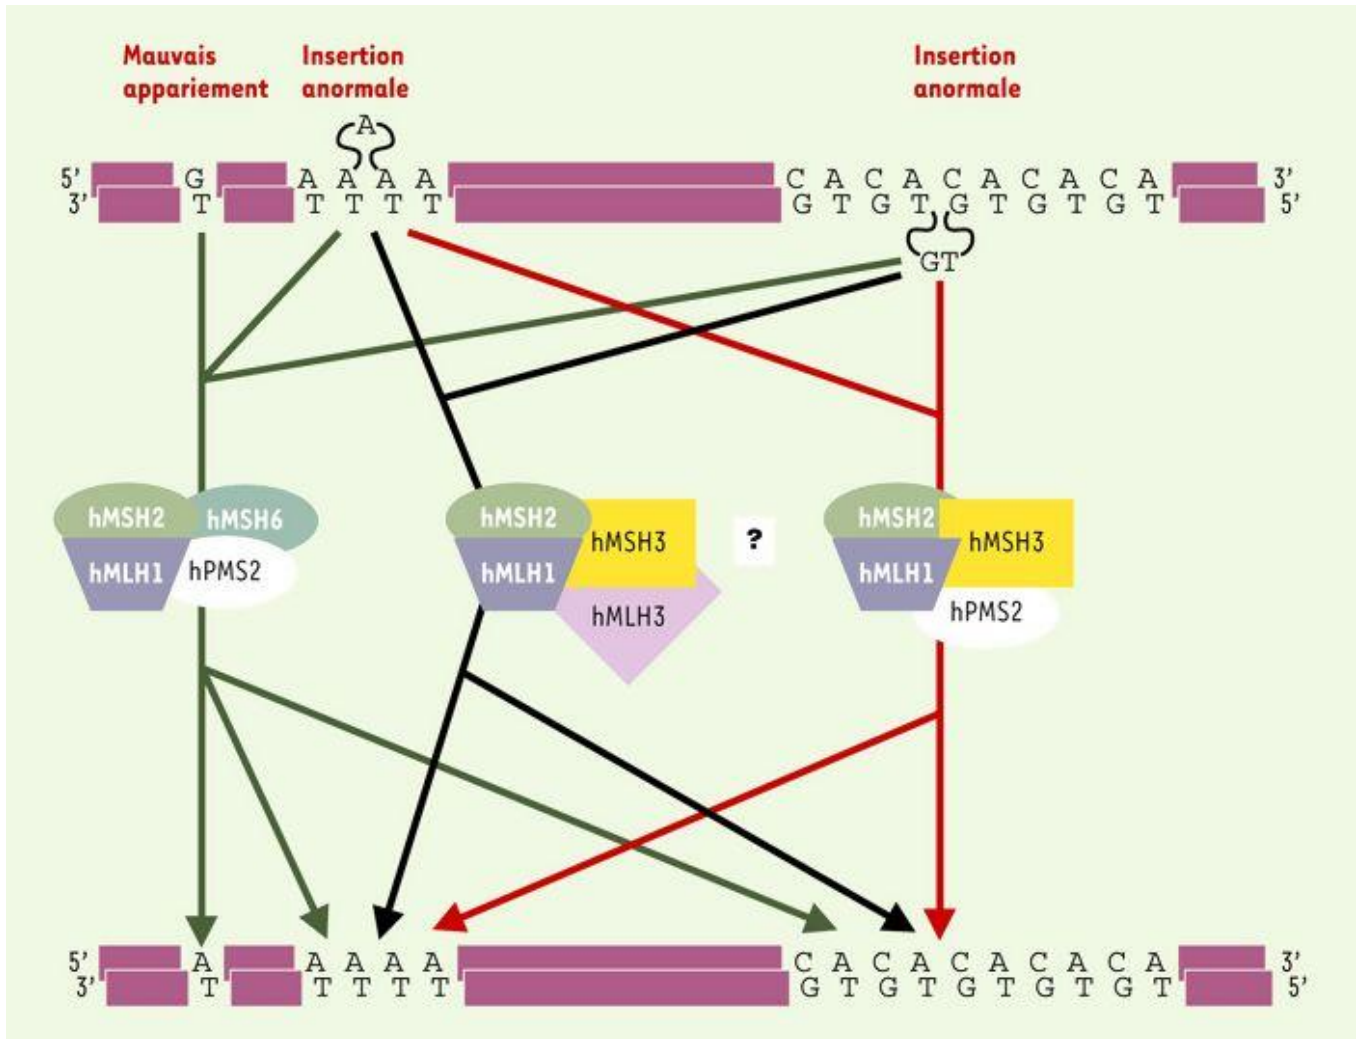 Mauvais
appariement
Insertion
anormale
Insertion
anormale
A
5' G A A A A C A C A C A C A C A 3'
3' T T T T T G T G T G T G T G T 5'
GT
hMSH2 hMSH6
hMLH1 hPMS2
hMSH2 hMSH3
hMLH1 hMLH3
?
hMSH2 hMSH3
hMLH1 hPMS2
5' A A A A A C A C A C A C A C A 3'
3' T T T T T G T G T G T G T G T 5'